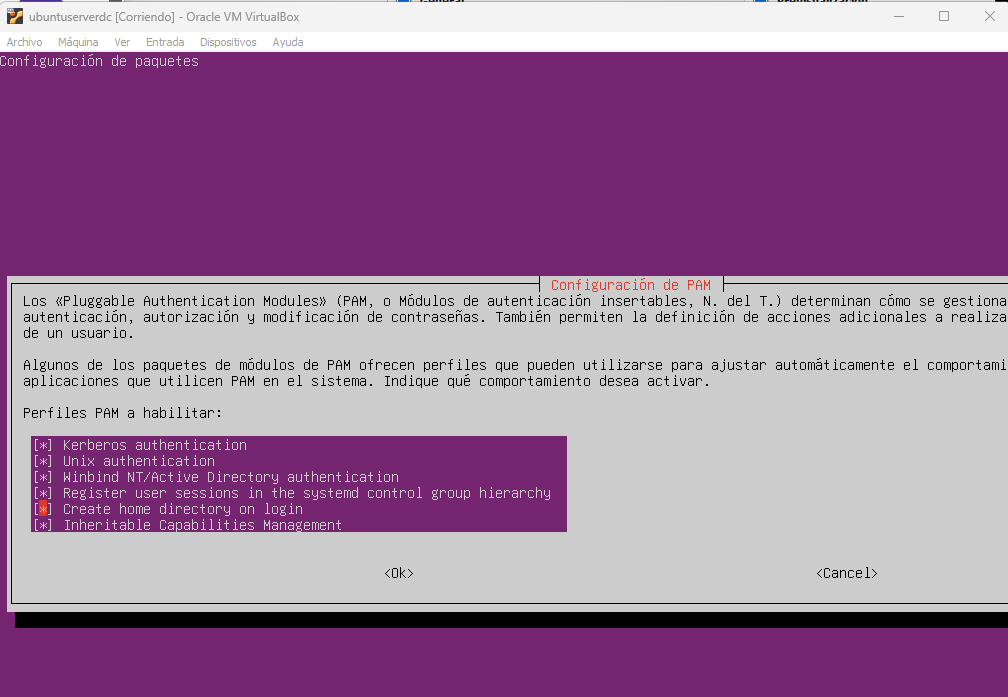 ubuntuserverdc [Corriendo] - Oracle VM VirtualBox
Archivo Máquina Ver Entrada Dispositivos Ayuda
Configuración de paquetes
Configuración de PAM
Los «Pluggable Authentication Modules» (PAM, o Módulos de autenticación insertables, N. del T.) determinan cómo se gestiona
autenticación, autorización y modificación de contraseñas. También permiten la definición de acciones adicionales a realiza
de un usuario.
Algunos de los paquetes de módulos de PAM ofrecen perfiles que pueden utilizarse para ajustar automáticamente el comportami
aplicaciones que utilicen PAM en el sistema. Indique qué comportamiento desea activar.
Perfiles PAM a habilitar:
[*] Kerberos authentication
[*] Unix authentication
[*] Winbind NT/Active Directory authentication
[*] Register user sessions in the systemd control group hierarchy
[*] Create home directory on login
[*] Inheritable Capabilities Management
<Ok> <Cancel>